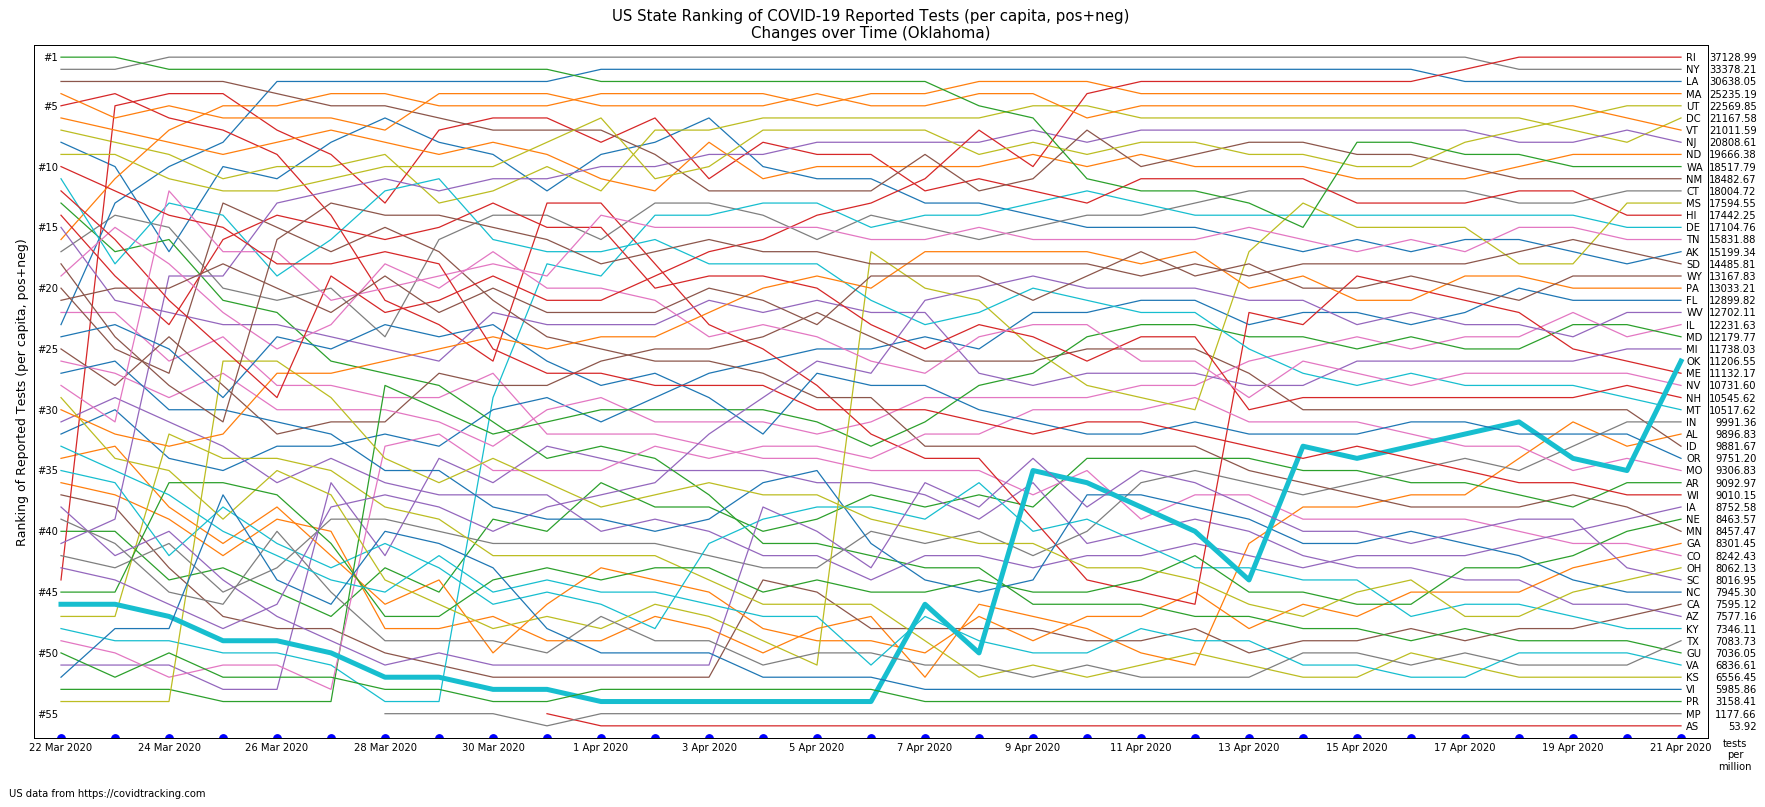 US State Ranking of COVID-19 Reported Tests (per capita, pos+neg)
Changes over Time (Oklahoma)
Ranking of Reported Tests (per capita, pos+neg)
#1
#5
#10
#15
#20
#25
#30
#35
#40
#45
#50
#55
RI 37128.99
NY 33378.21
LA 30638.05
MA 25235.19
UT 22569.85
DC 21167.58
VT 21011.59
NJ 20808.61
ND 19666.38
WA 18517.79
NM 18482.67
CT 18004.72
MS 17594.55
HI 17442.25
DE 17104.76
TN 15831.88
AK 15199.34
SD 14485.81
WY 13167.83
PA 13033.21
FL 12899.82
WV 12702.11
IL 12231.63
MD 12179.77
MI 11738.03
OK 11206.55
ME 11132.17
NV 10731.60
NH 10545.62
MT 10517.62
IN 9991.36
AL 9896.83
ID 9881.67
OR 9751.20
MO 9306.83
AR 9092.97
WI 9010.15
IA 8752.58
NE 8463.57
MN 8457.47
GA 8301.45
CO 8242.43
OH 8062.13
SC 8016.95
NC 7945.30
CA 7595.12
AZ 7577.16
KY 7346.11
TX 7083.73
GU 7036.05
VA 6836.61
KS 6556.45
VI 5985.86
PR 3158.41
MP 1177.66
AS 53.92
22 Mar 2020 24 Mar 2020 26 Mar 2020 28 Mar 2020 30 Mar 2020 1 Apr 2020 3 Apr 2020 5 Apr 2020 7 Apr 2020 9 Apr 2020 11 Apr 2020 13 Apr 2020 15 Apr 2020 17 Apr 2020 19 Apr 2020 21 Apr 2020
tests
per
million
US data from https://covidtracking.com